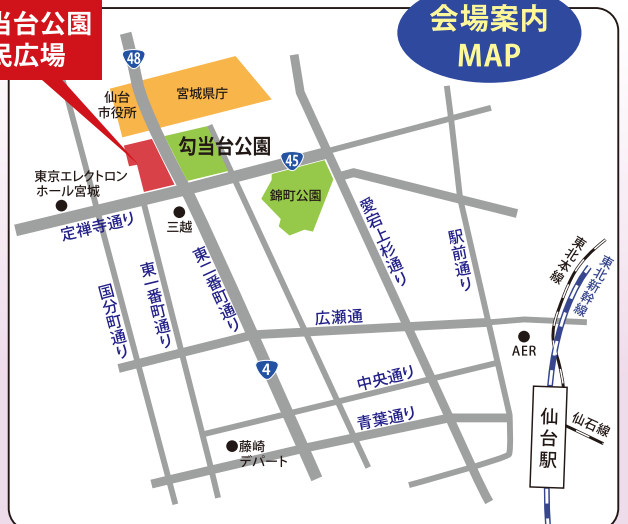 当台公園
民広場
会場案内
MAP
48
仙台
市役所
宮城県庁
勾当台公園
45
東京エレクトロン
ホール宮城
錦町公園
定禅寺通り
三越
愛宕上杉通り
駅前通り
東北本線
東北新幹線
国分町通り
東一番町通り
東二番町通り
広瀬通
AER
4
中央通り
青葉通り
藤崎
デパート
仙台駅
仙石線